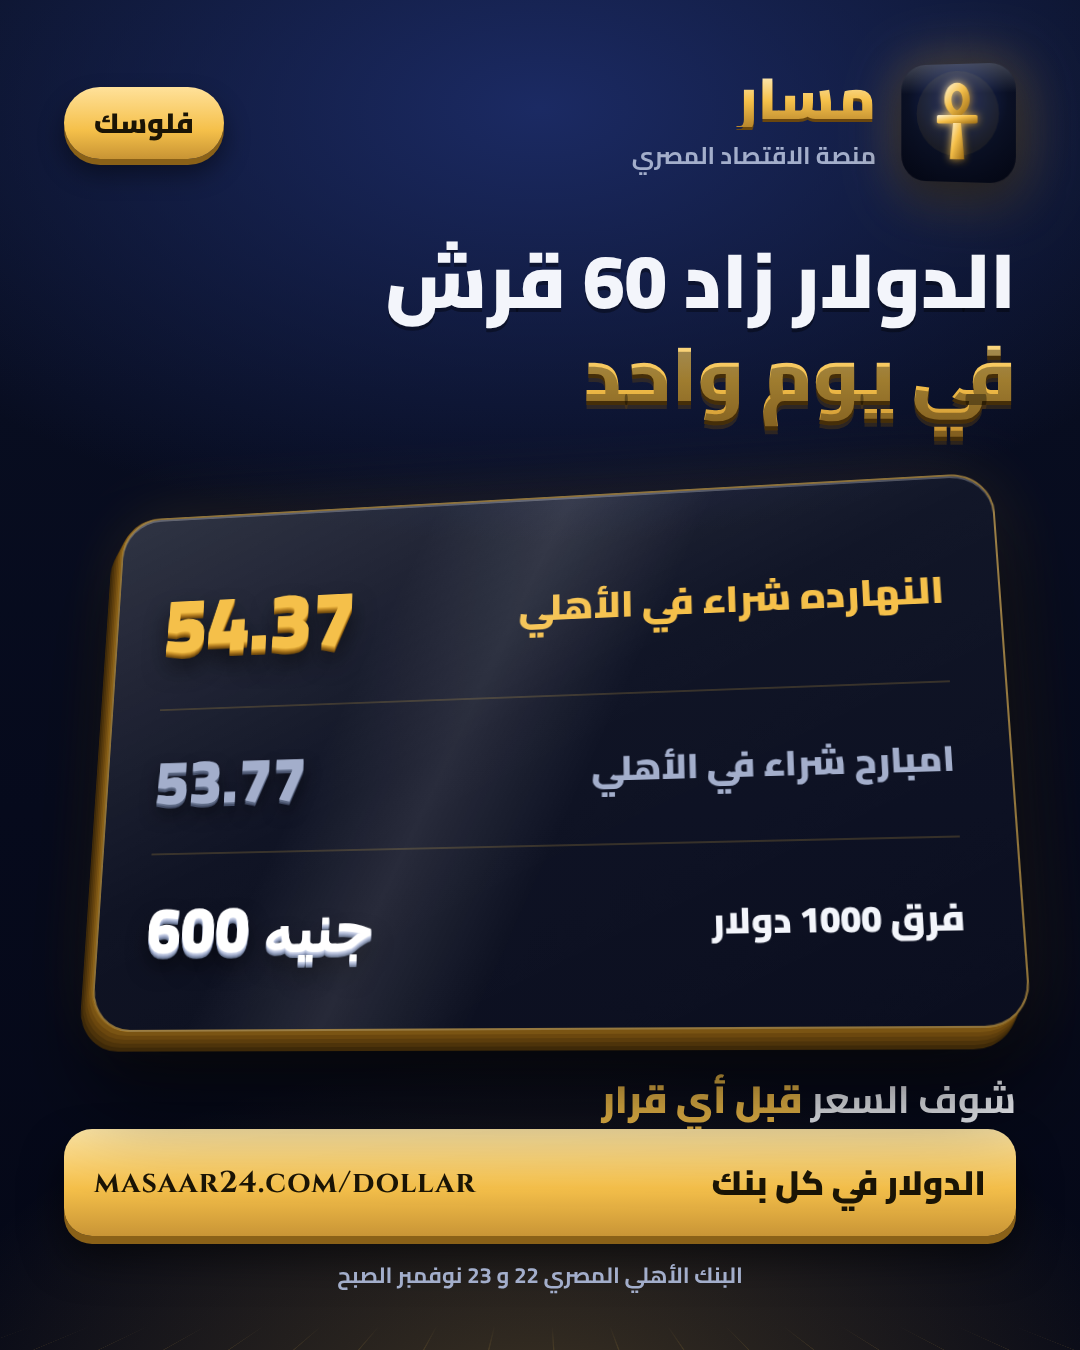 مسار
منصة الاقتصاد المصري
فلوسك
الدولار زاد 60 قرش
في يوم واحد
النهارده شراء في الأهلي 54.37
امبارح شراء في الأهلي 53.77
فرق 1000 دولار 600 جنيه
شوف السعر قبل أي قرار
الدولار في كل بنك MASAAR24.COM/DOLLAR
البنك الأهلي المصري 22 و 23 نوفمبر الصبح